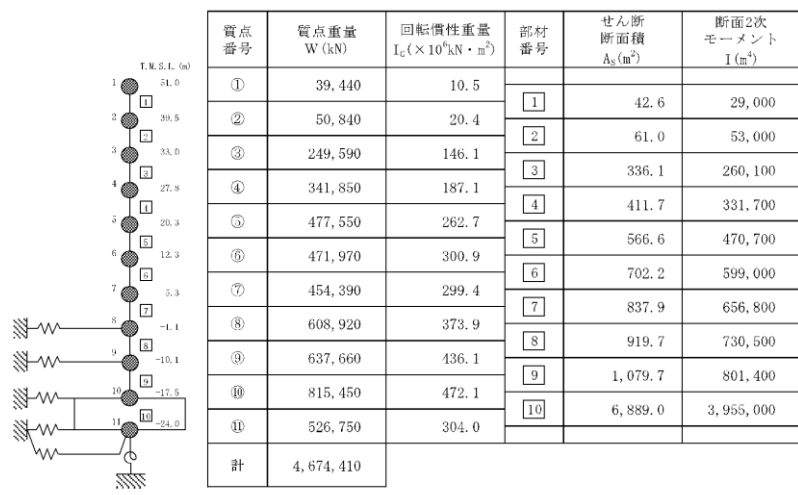 T.M.S.L.(m)
1 51.0
1
2 39.5
2
3 33.0
3
4 27.8
4
5 20.3
5
6 12.3
6
7 5.3
7
8 -1.1
8
9 -10.1
9
10 -17.5
10
11 -24.0
質点番号 質点重量 W(kN) 回転慣性重量 IG(×10⁶kN・m²)
① 39,440 10.5
② 50,840 20.4
③ 249,590 146.1
④ 341,850 187.1
⑤ 477,550 262.7
⑥ 471,970 300.9
⑦ 454,390 299.4
⑧ 608,920 373.9
⑨ 637,660 436.1
⑩ 815,450 472.1
⑪ 526,750 304.0
計 4,674,410
部材番号 せん断断面積 AS(m²) 断面2次モーメント I(m⁴)
1 42.6 29,000
2 61.0 53,000
3 336.1 260,100
4 411.7 331,700
5 566.6 470,700
6 702.2 599,000
7 837.9 656,800
8 919.7 730,500
9 1,079.7 801,400
10 6,889.0 3,955,000